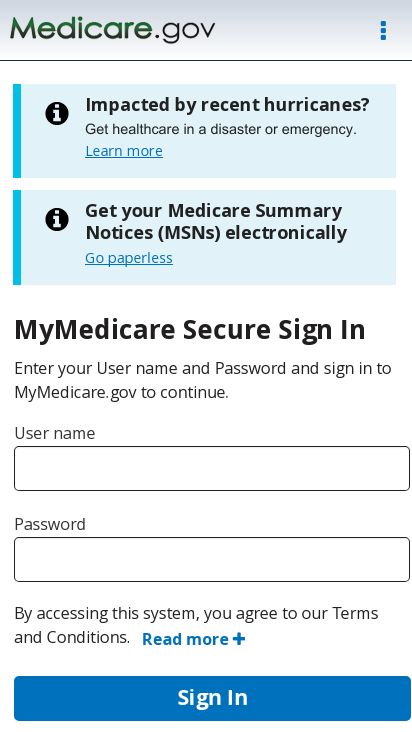 Medicare.gov
Impacted by recent hurricanes?
Get healthcare in a disaster or emergency.
Learn more
Get your Medicare Summary
Notices (MSNs) electronically
Go paperless
MyMedicare Secure Sign In
Enter your User name and Password and sign in to
MyMedicare.gov to continue.
User name
Password
By accessing this system, you agree to our Terms
and Conditions. Read more +
Sign In